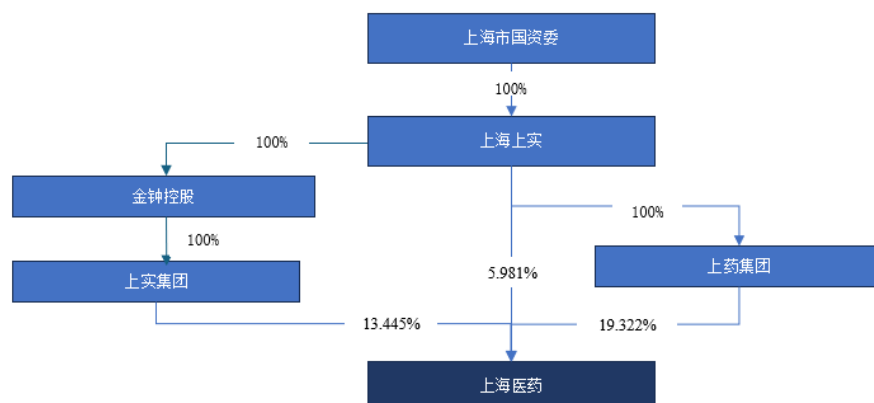 上海市国资委
100%
上海上实
100%
金钟控股
100%
100%
上实集团
上药集团
5.981%
13.445%
19.322%
上海医药